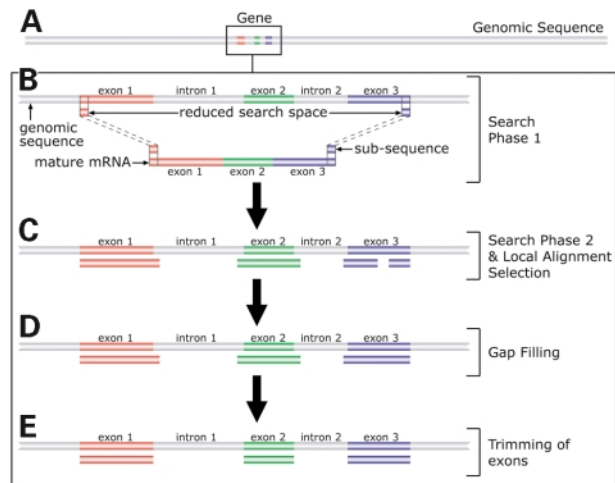 A
Gene
Genomic Sequence
B
exon 1 intron 1 exon 2 intron 2 exon 3
reduced search space
genomic
sequence
sub-sequence
mature mRNA
exon 1 exon 2 exon 3
Search
Phase 1
C
exon 1 intron 1 exon 2 intron 2 exon 3
Search Phase 2
& Local Alignment
Selection
D
exon 1 intron 1 exon 2 intron 2 exon 3
Gap Filling
E
exon 1 intron 1 exon 2 intron 2 exon 3
Trimming of
exons